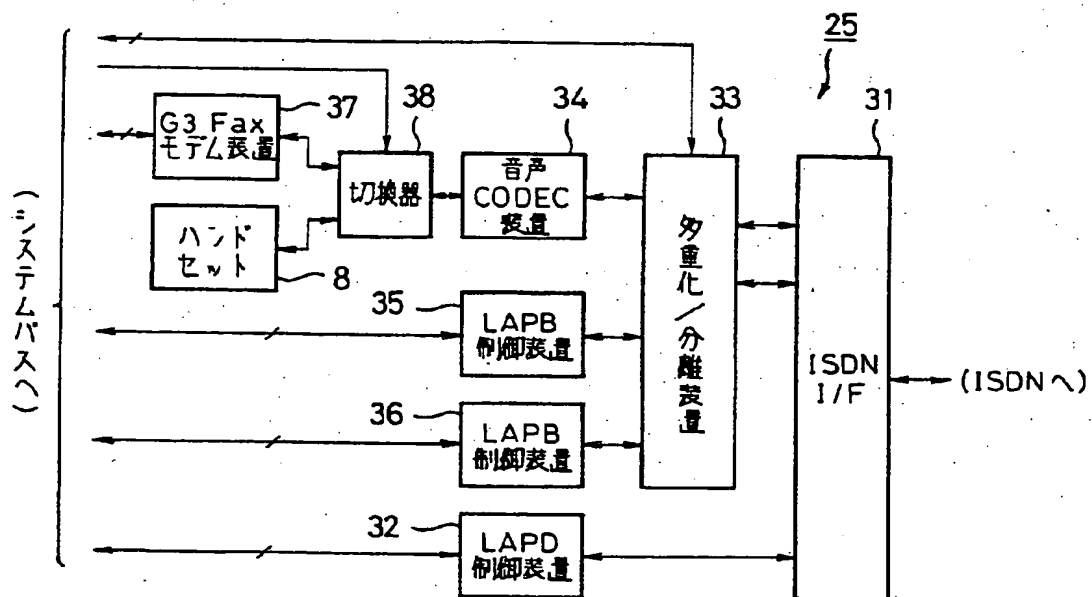 25
37
38
34
33
31
G3 Fax
モデム装置
切換器
音声
CODEC
装置
ハンド
セット
8
多重化/分離装置
ISDN
I/F
(ISDNへ)
(システムバスへ)
35
LAPB
制御装置
36
LAPB
制御装置
32
LAPD
制御装置